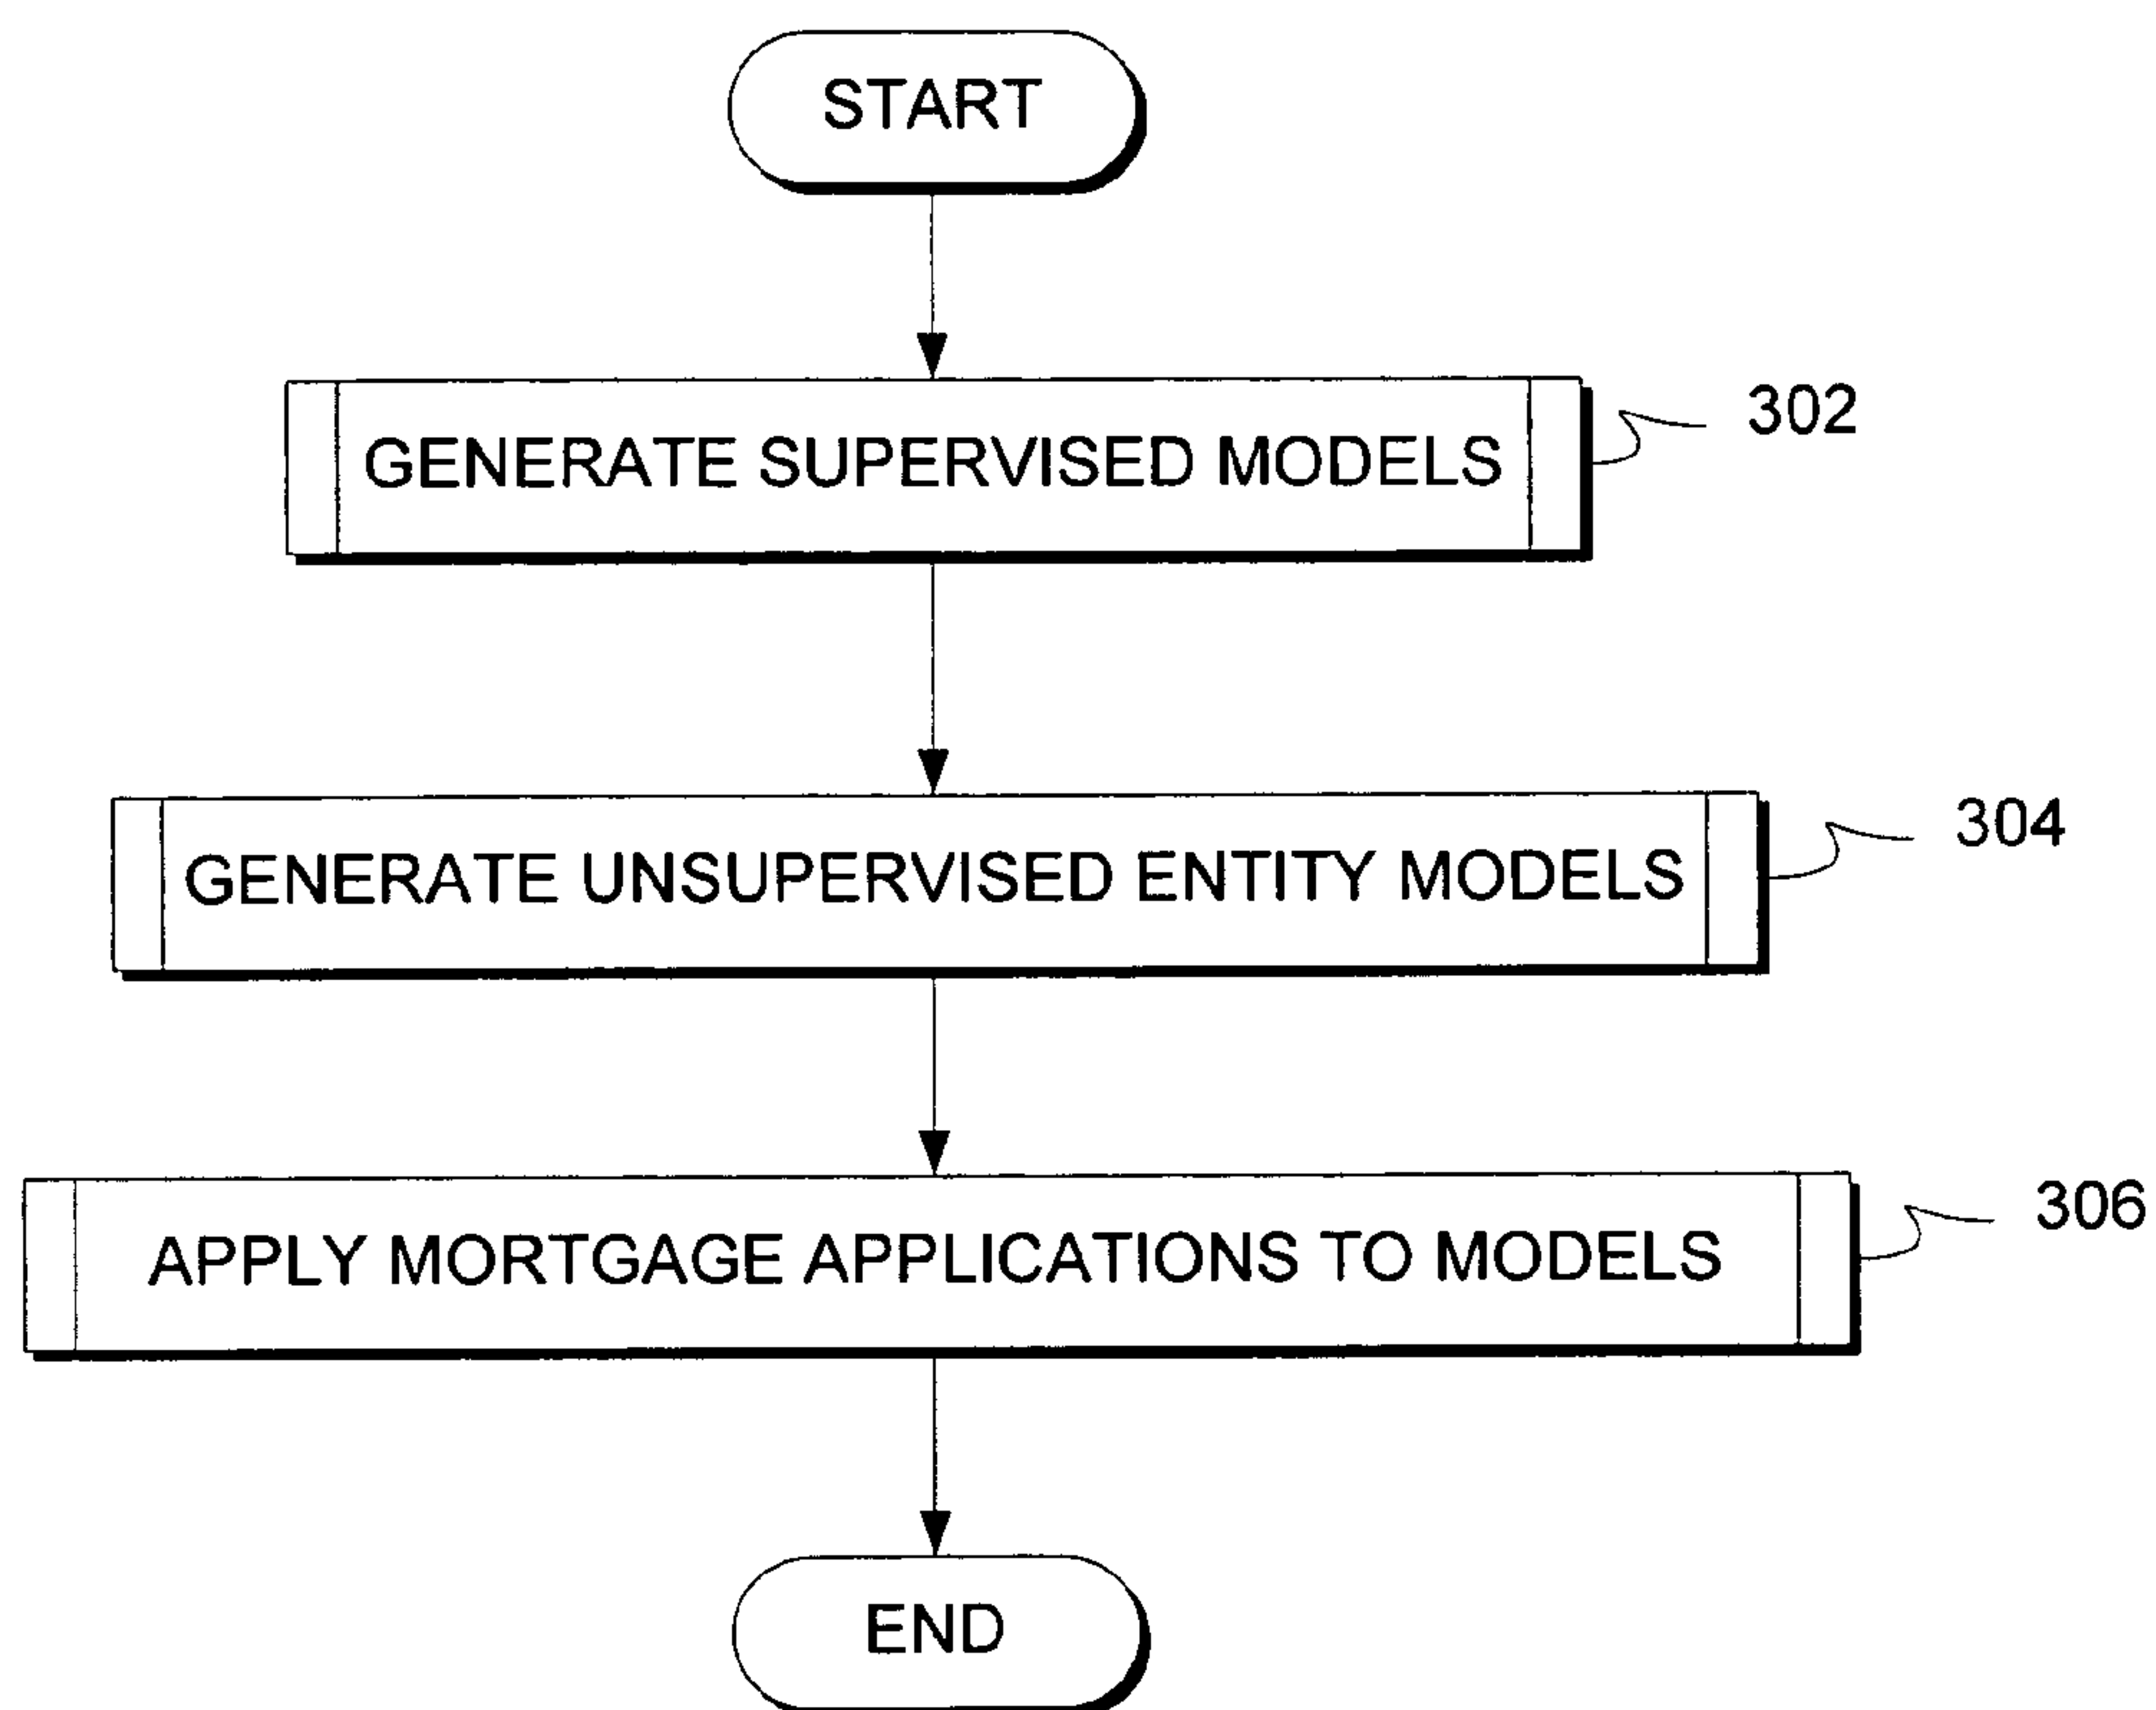 START
GENERATE SUPERVISED MODELS
302
GENERATE UNSUPERVISED ENTITY MODELS
304
APPLY MORTGAGE APPLICATIONS TO MODELS
306
END